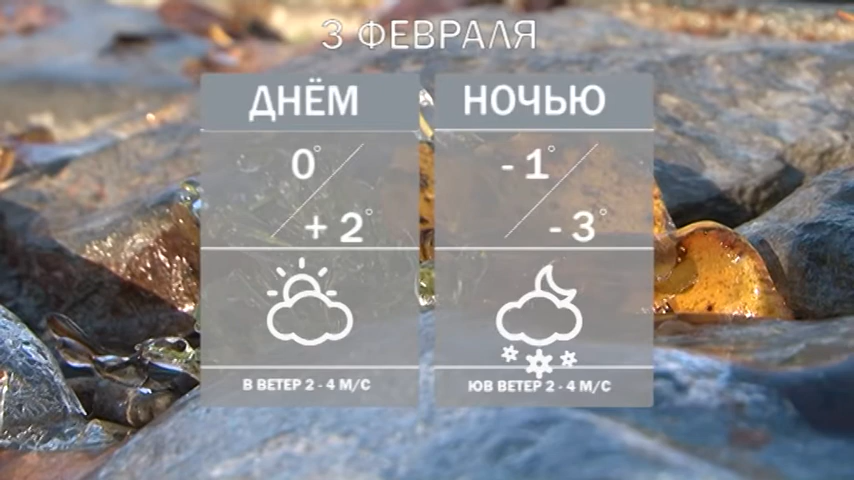 3 ФЕВРАЛЯ
ДНЁМ
0°
+ 2°
В ВЕТЕР 2 - 4 М/С
НОЧЬЮ
- 1°
- 3°
ЮВ ВЕТЕР 2 - 4 М/С